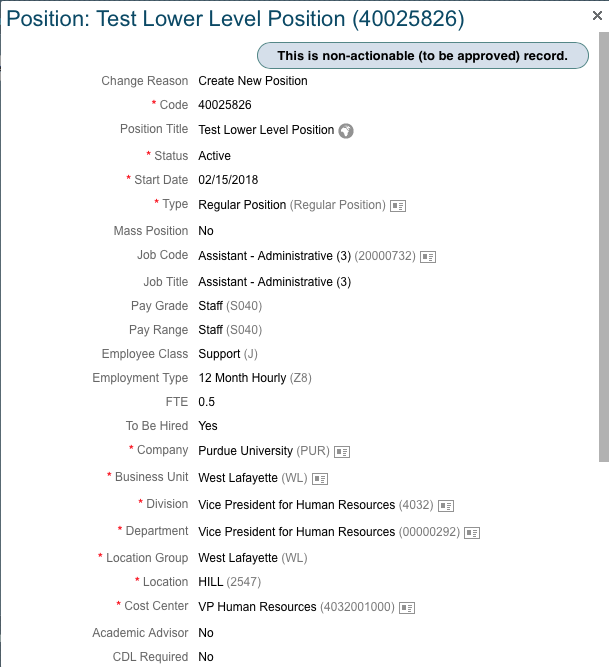 Position: Test Lower Level Position (40025826)
This is non-actionable (to be approved) record.
Change Reason Create New Position
* Code 40025826
Position Title Test Lower Level Position
* Status Active
* Start Date 02/15/2018
* Type Regular Position (Regular Position)
Mass Position No
Job Code Assistant - Administrative (3) (20000732)
Job Title Assistant - Administrative (3)
Pay Grade Staff (S040)
Pay Range Staff (S040)
Employee Class Support (J)
Employment Type 12 Month Hourly (Z8)
FTE 0.5
To Be Hired Yes
* Company Purdue University (PUR)
* Business Unit West Lafayette (WL)
* Division Vice President for Human Resources (4032)
* Department Vice President for Human Resources (00000292)
* Location Group West Lafayette (WL)
* Location HILL (2547)
* Cost Center VP Human Resources (4032001000)
Academic Advisor No
CDL Required No